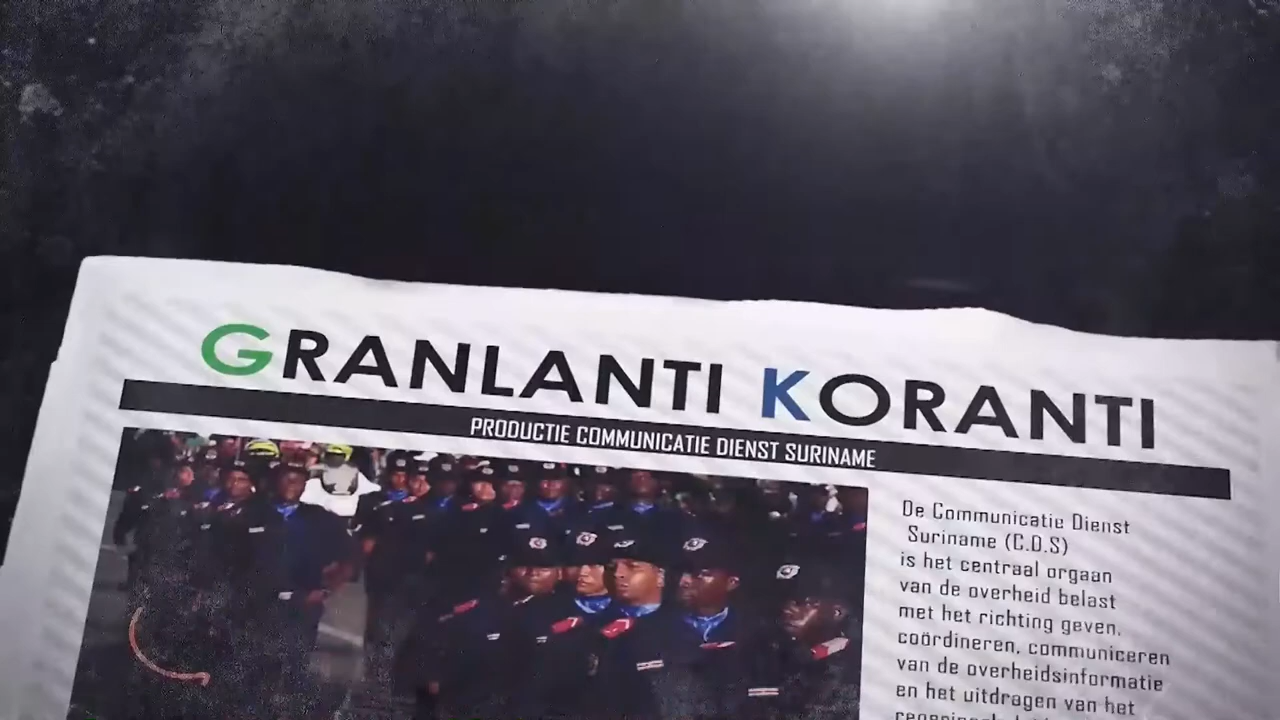 GRANLANTI KORANTI
PRODUCTIE COMMUNICATIE DIENST SURINAME
De Communicatie Dienst
Suriname (C.D.S)
is het centraal orgaan
van de overheid belast
met het richting geven,
coördineren, communiceren
van de overheidsinformatie
en het uitdragen van het